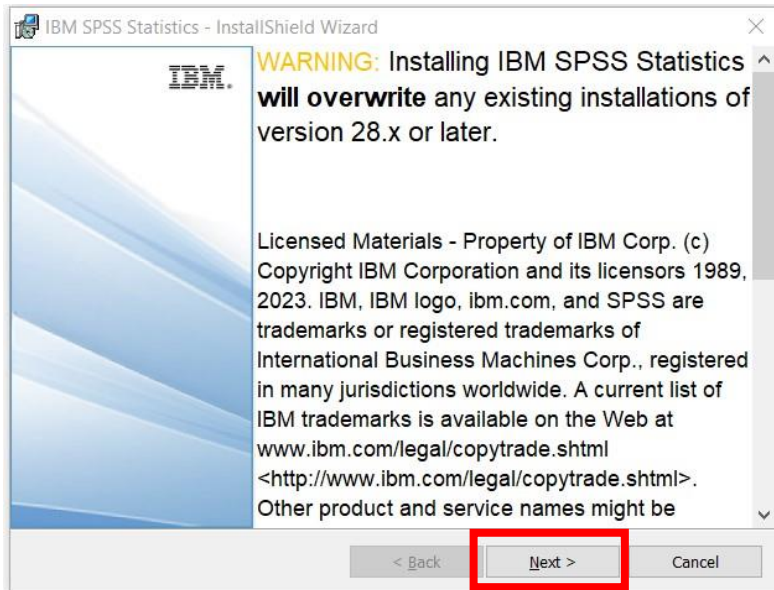 IBM SPSS Statistics - InstallShield Wizard
IBM.
WARNING: Installing IBM SPSS Statistics
will overwrite any existing installations of
version 28.x or later.
Licensed Materials - Property of IBM Corp. (c)
Copyright IBM Corporation and its licensors 1989,
2023. IBM, IBM logo, ibm.com, and SPSS are
trademarks or registered trademarks of
International Business Machines Corp., registered
in many jurisdictions worldwide. A current list of
IBM trademarks is available on the Web at
www.ibm.com/legal/copytrade.shtml
<http://www.ibm.com/legal/copytrade.shtml>.
Other product and service names might be
< Back
Next >
Cancel